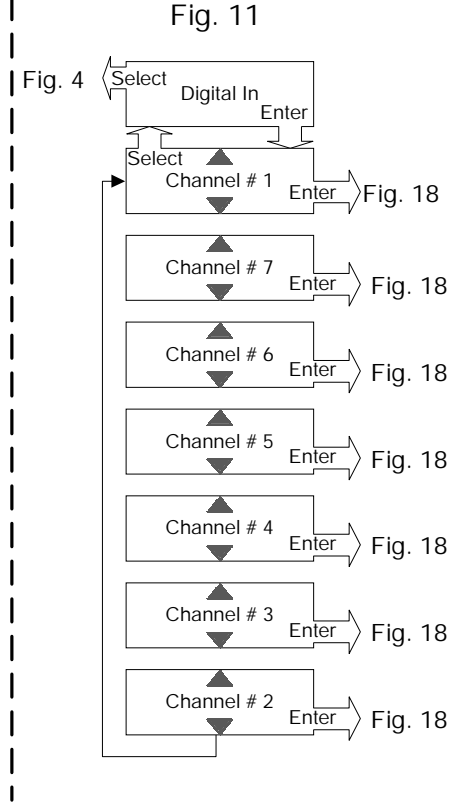 Fig. 11
Fig. 4
Select
Digital In
Enter
Select
Channel # 1
Enter
Fig. 18
Channel # 7
Enter
Fig. 18
Channel # 6
Enter
Fig. 18
Channel # 5
Enter
Fig. 18
Channel # 4
Enter
Fig. 18
Channel # 3
Enter
Fig. 18
Channel # 2
Enter
Fig. 18